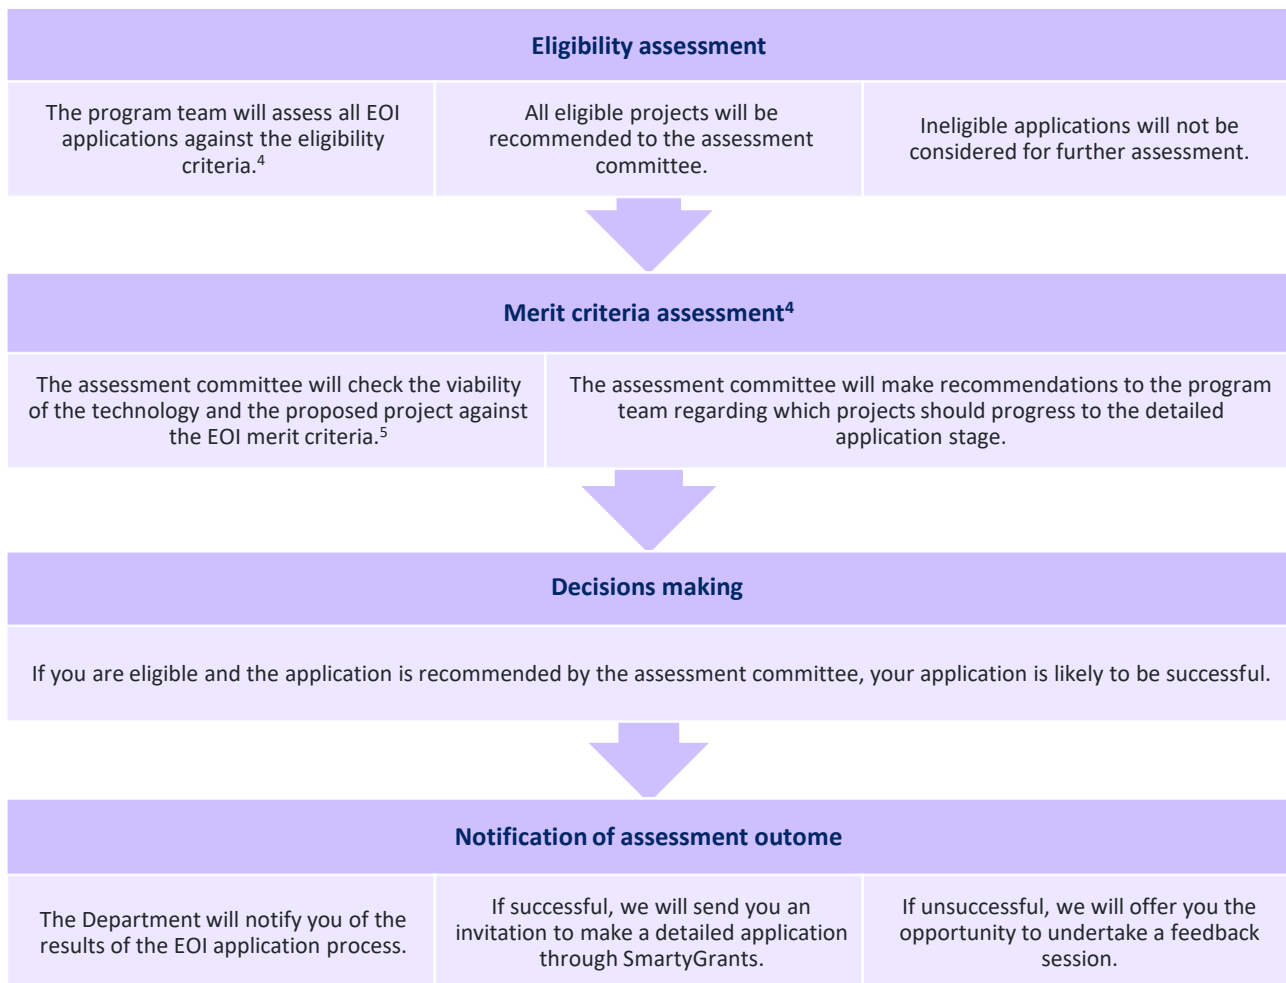 Eligibility assessment
The program team will assess all EOI
applications against the eligibility
criteria.⁴
All eligible projects will be
recommended to the assessment
committee.
Ineligible applications will not be
considered for further assessment.
Merit criteria assessment⁴
The assessment committee will check the viability
of the technology and the proposed project against
the EOI merit criteria.⁵
The assessment committee will make recommendations to the program
team regarding which projects should progress to the detailed
application stage.
Decisions making
If you are eligible and the application is recommended by the assessment committee, your application is likely to be successful.
Notification of assessment outcome
The Department will notify you of the
results of the EOI application process.
If successful, we will send you an
invitation to make a detailed application
through SmartyGrants.
If unsuccessful, we will offer you the
opportunity to undertake a feedback
session.